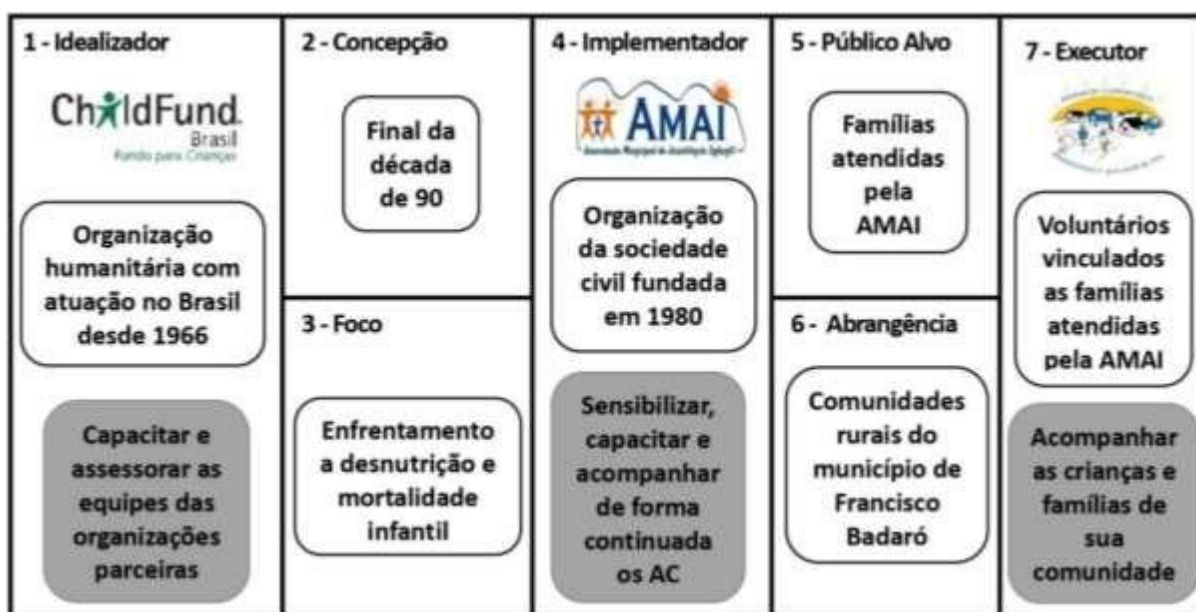 1 - Idealizador
ChildFund
Brasil
Fundo para Crianças
Organização
humanitária com
atuação no Brasil
desde 1966
Capacitar e
assessorar as
equipes das
organizações
parceiras
2 - Concepção
Final da
década
de 90
3 - Foco
Enfrentamento
a desnutrição e
mortalidade
infantil
4 - Implementador
AMAI
Organização
da sociedade
civil fundada
em 1980
Sensibilizar,
capacitar e
acompanhar
de forma
continuada
os AC
5 - Público Alvo
Famílias
atendidas
pela
AMAI
6 - Abrangência
Comunidades
rurais do
município de
Francisco
Badaró
7 - Executor
Voluntários
vinculados
as famílias
atendidas
pela AMAI
Acompanhar
as crianças e
famílias de
sua
comunidade